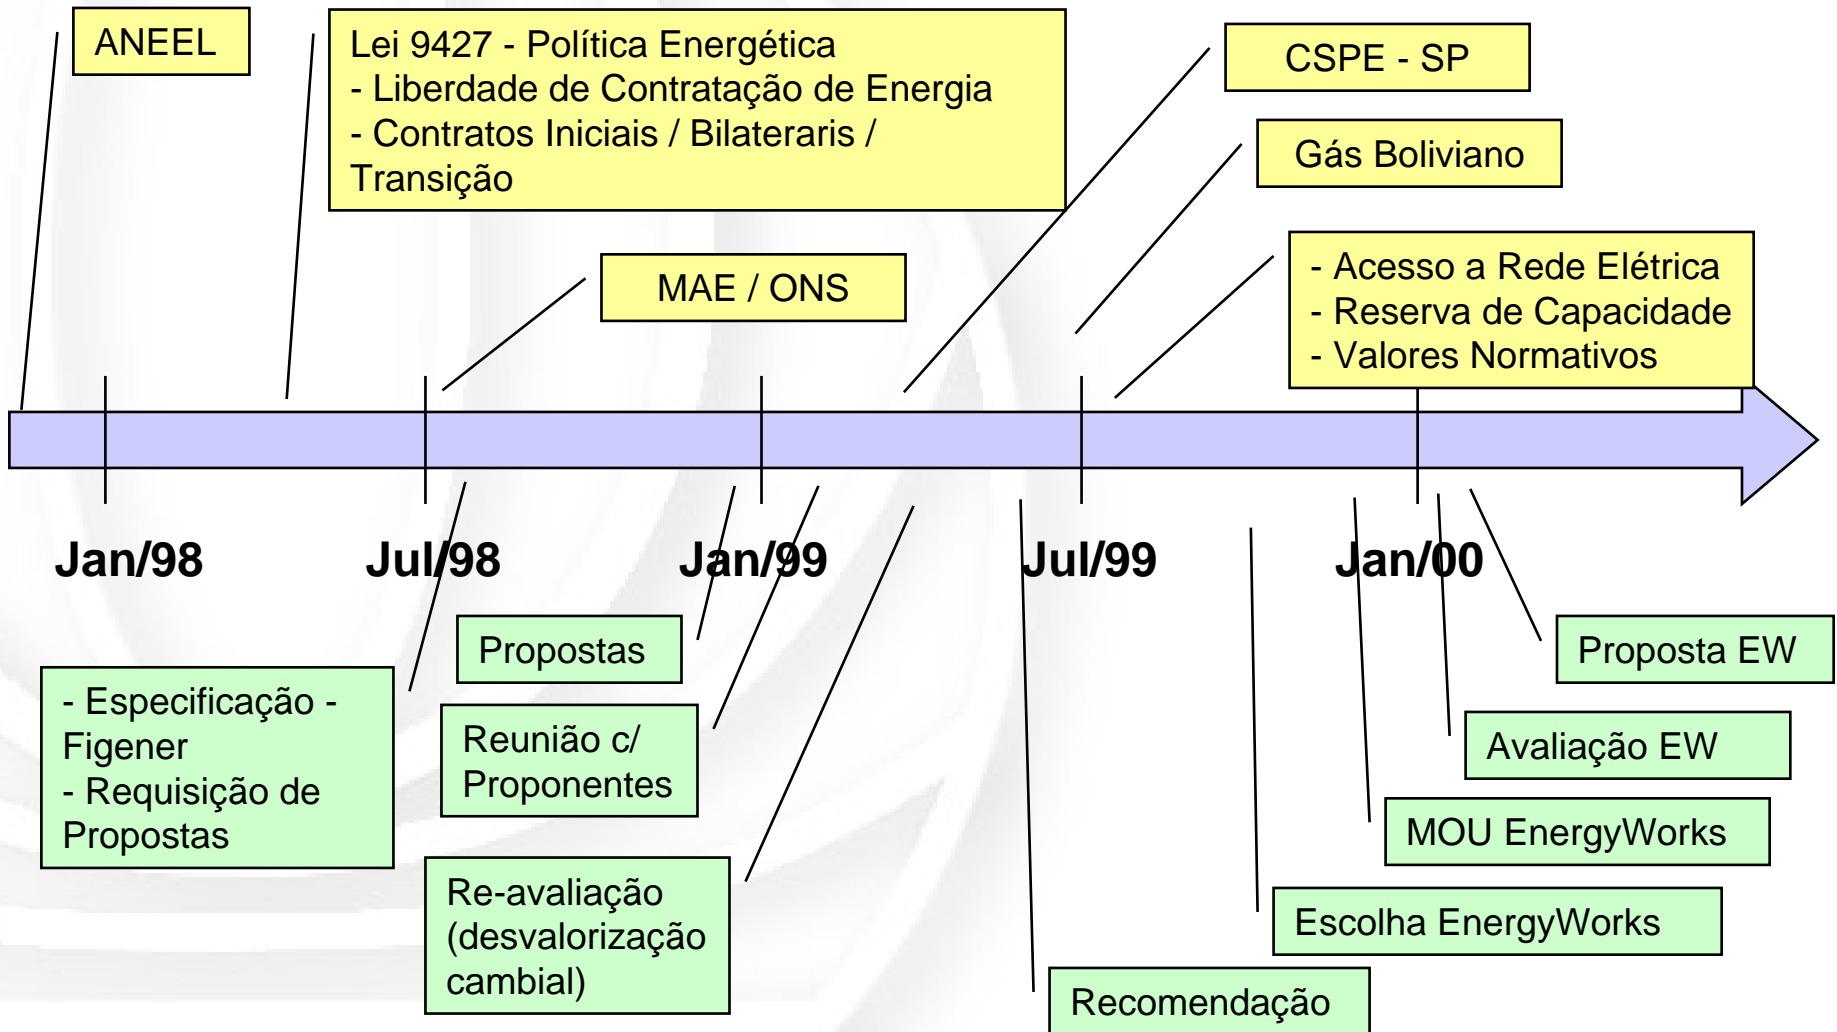 ANEEL
Lei 9427 - Política Energética
- Liberdade de Contratação de Energia
- Contratos Iniciais / Bilateraris /
Transição
CSPE - SP
Gás Boliviano
MAE / ONS
- Acesso a Rede Elétrica
- Reserva de Capacidade
- Valores Normativos
Jan/98
Jul/98
Jan/99
Jul/99
Jan/00
- Especificação -
Figener
- Requisição de
Propostas
Propostas
Reunião c/
Proponentes
Re-avaliação
(desvalorização
cambial)
Proposta EW
Avaliação EW
MOU EnergyWorks
Escolha EnergyWorks
Recomendação